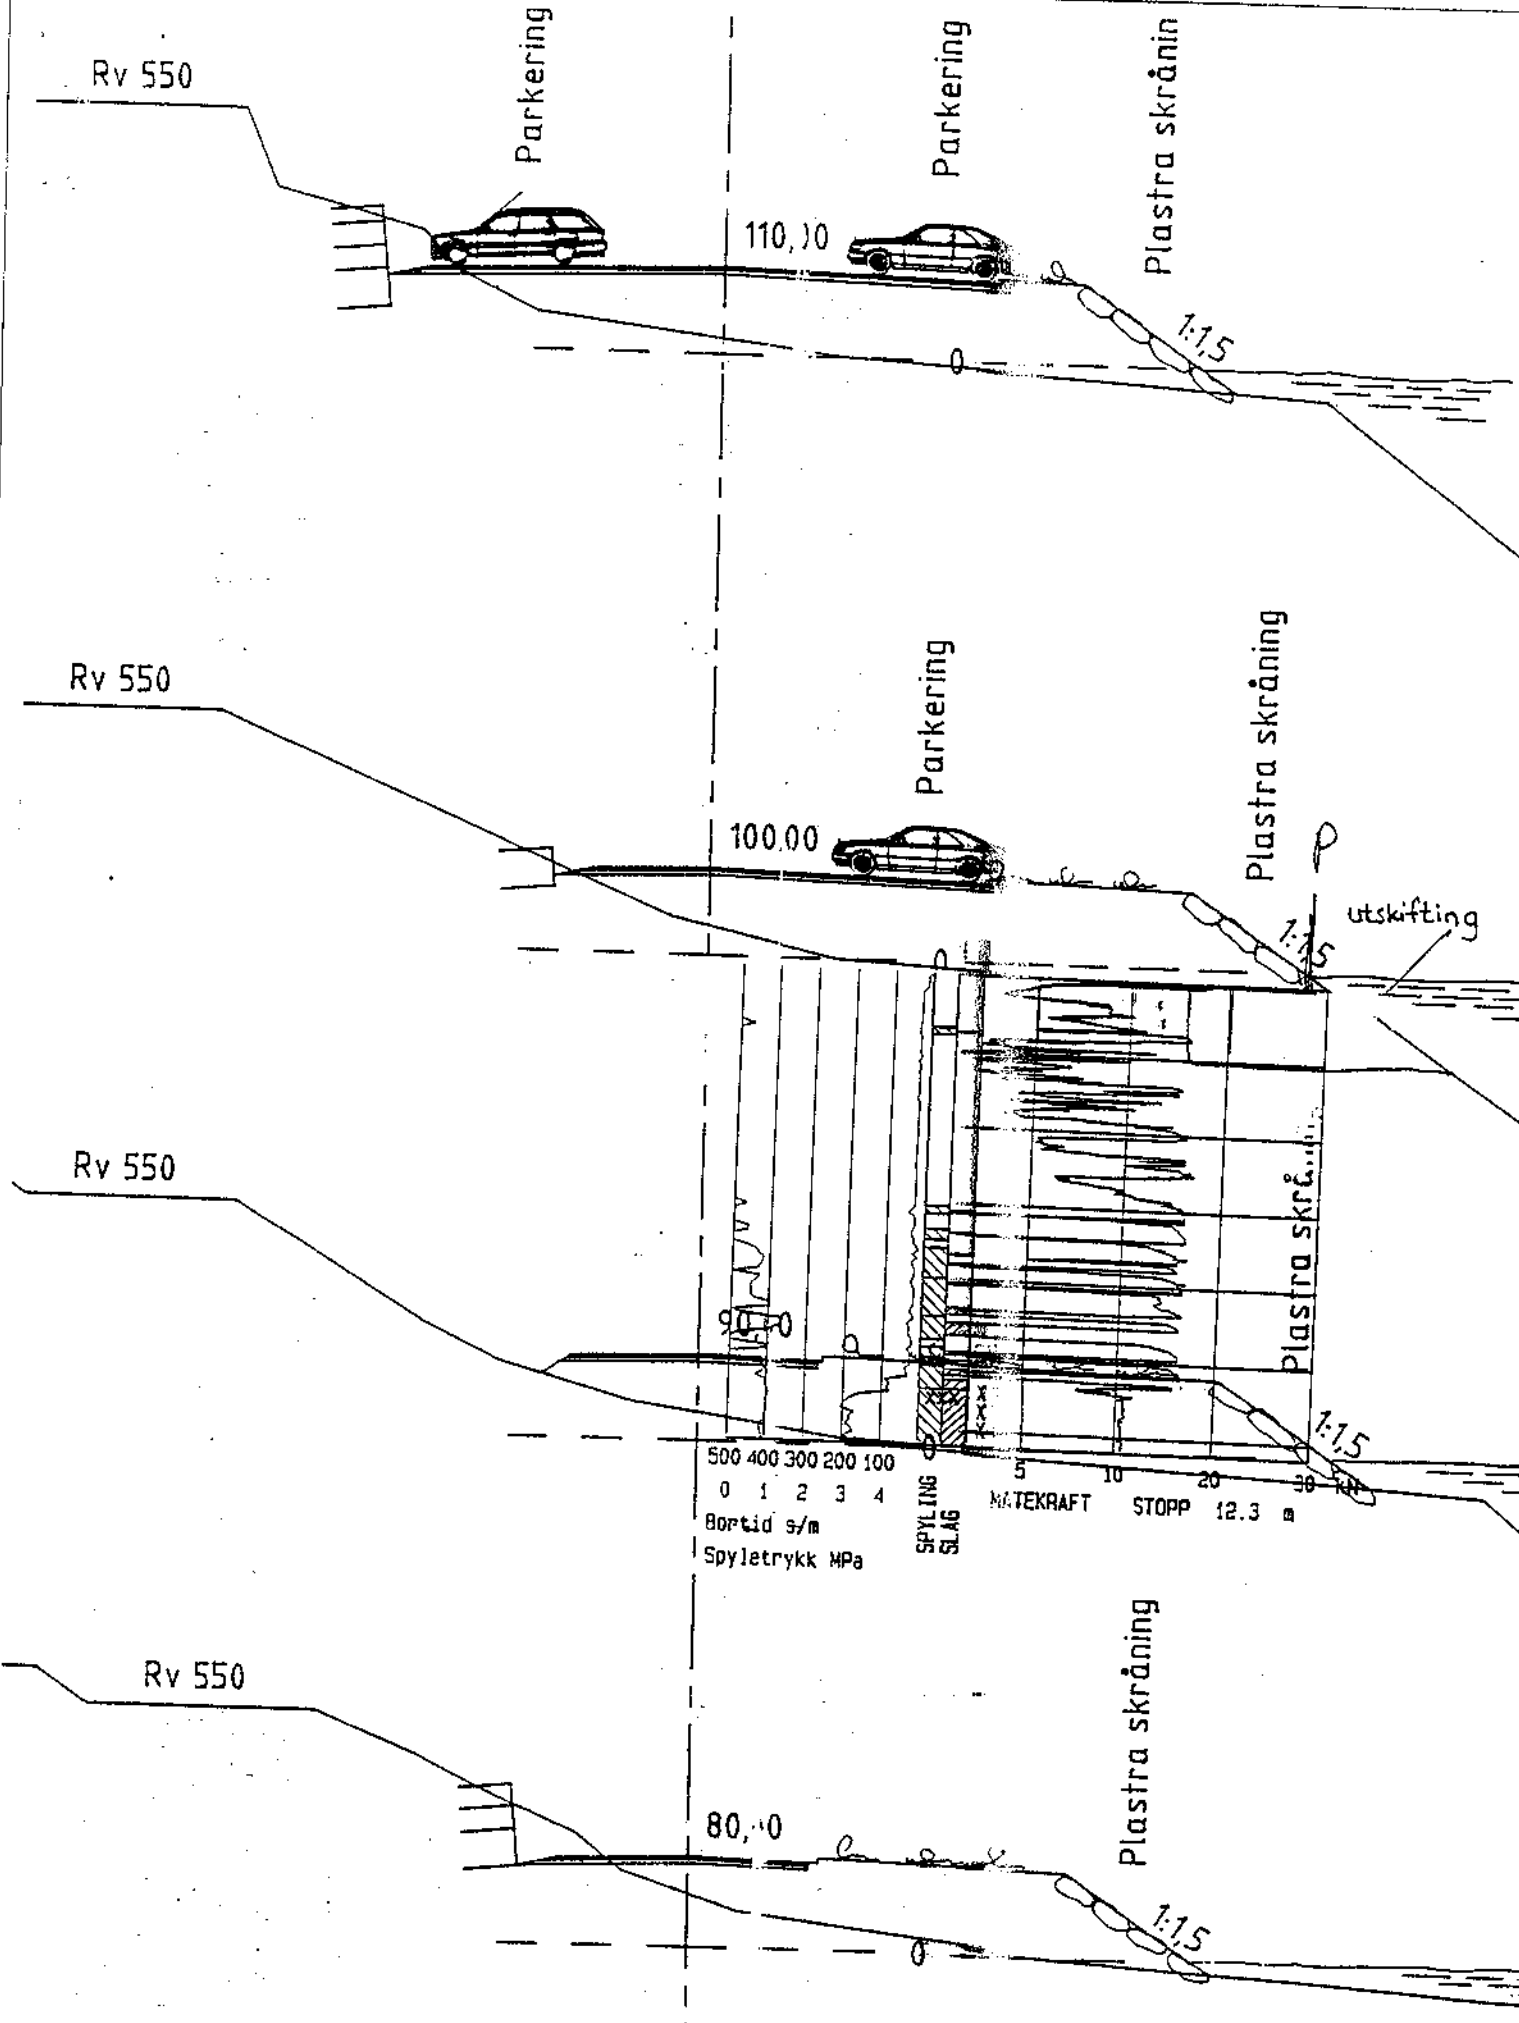 Rv 550
Parkering
Parkering
Plastra skrånin
1:1,5
0
Rv 550
Parkering
Plastra skråning
100,00
1:1,5
P
utskifting
0
Rv 550
Plastra skrå
1:1,5
0
500 400 300 200 100
0 1 2 3 4
Bortid s/m
Spyletrykk MPa
SPYLING
SLAG
5 10 20 30
MATEKRAFT STOPP 12.3 m
Rv 550
Plastra skråning
1:1,5
0